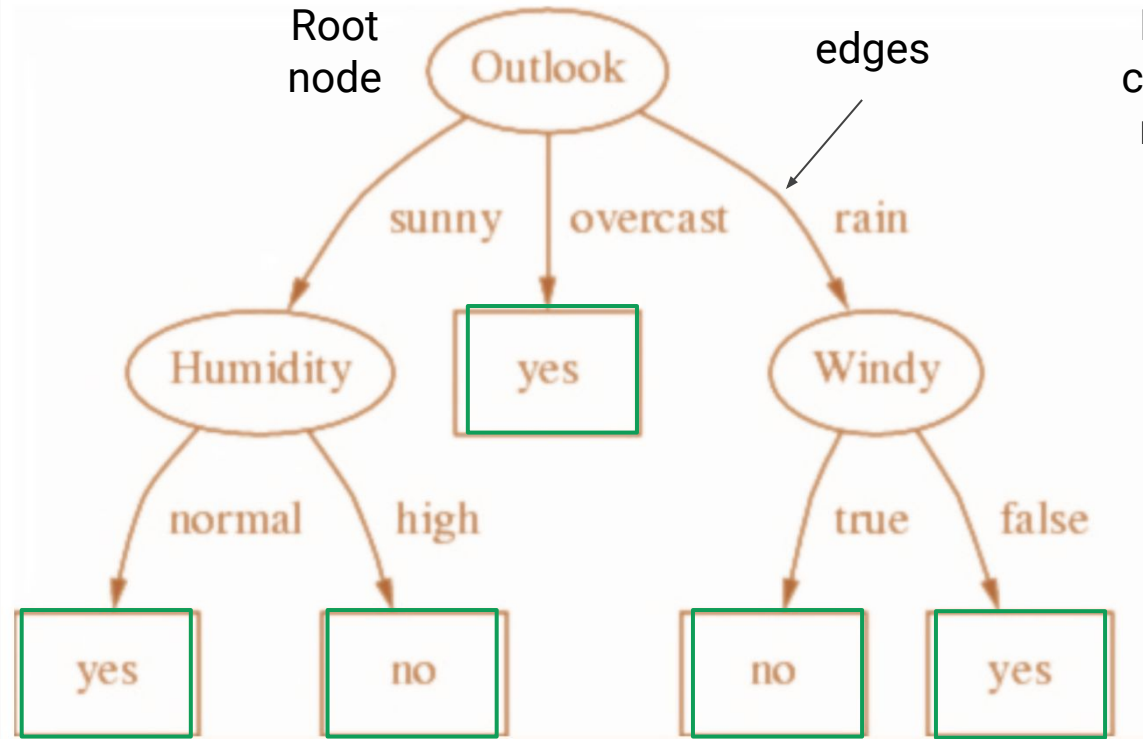 Root
node
Outlook
edges
sunny
overcast
rain
Humidity
yes
Windy
normal
high
true
false
yes
no
no
yes